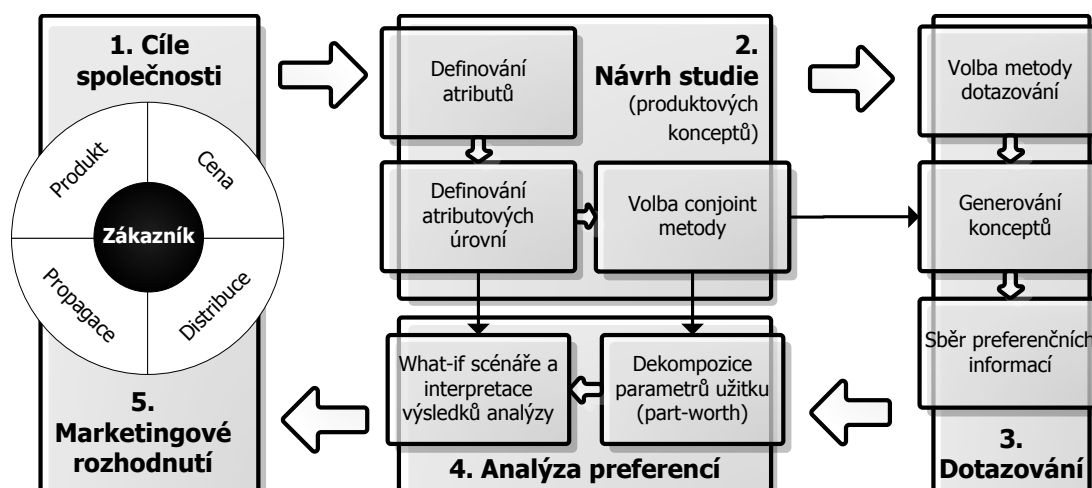 1. Cíle
společnosti
Produkt
Cena
Zákazník
Propagace
Distribuce
5.
Marketingové
rozhodnutí
Definování
atributů
2.
Návrh studie
(produktových
konceptů)
Definování
atributových
úrovní
Volba conjoint
metody
What-if scénáře a
interpretace
výsledků analýzy
Dekompozice
parametrů užitku
(part-worth)
4. Analýza preferencí
Volba metody
dotazování
Generování
konceptů
Sběr preferenčních
informací
3.
Dotazování